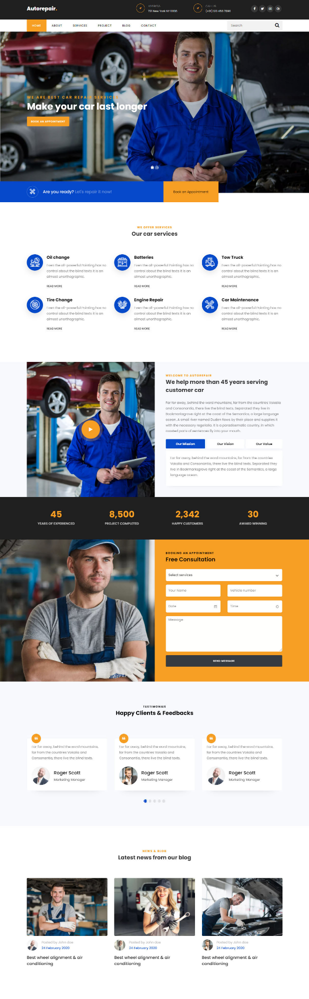 Autorepair.
ADDRESS
721 New York NY 10016
CALL US
(+01) 123 456 7890
HOME
ABOUT
SERVICES
PROJECT
BLOG
CONTACT
Search
WE ARE BEST CAR REPAIR SERVICE
Make your car last longer
BOOK AN APPOINTMENT
Are you ready? Let's repair it now!
Book an Appointment
WE OFFER SERVICES
Our car services
Oil change
Even the all-powerful Pointing has no
control about the blind texts it is an
almost unorthographic.
READ MORE
Batteries
Even the all-powerful Pointing has no
control about the blind texts it is an
almost unorthographic.
READ MORE
Tow Truck
Even the all-powerful Pointing has no
control about the blind texts it is an
almost unorthographic.
READ MORE
Tire Change
Even the all-powerful Pointing has no
control about the blind texts it is an
almost unorthographic.
READ MORE
Engine Repair
Even the all-powerful Pointing has no
control about the blind texts it is an
almost unorthographic.
READ MORE
Car Maintenance
Even the all-powerful Pointing has no
control about the blind texts it is an
almost unorthographic.
READ MORE
WELCOME TO AUTOREPAIR
We help more than 45 years serving
customer car
Far far away, behind the word mountains, far from the countries Vokalia
and Consonantia, there live the blind texts. Separated they live in
Bookmarksgrove right at the coast of the Semantics, a large language
ocean. A small river named Duden flows by their place and supplies it
with the necessary regelialia. It is a paradisematic country, in which
roasted parts of sentences fly into your mouth.
Our Mission
Our Vision
Our Value
Far far away, behind the word mountains, far from the countries
Vokalia and Consonantia, there live the blind texts. Separated they
live in Bookmarksgrove right at the coast of the Semantics, a large
language ocean.
45
YEARS OF EXPERIENCED
8,500
PROJECT COMPLETED
2,342
HAPPY CUSTOMERS
30
AWARD WINNING
BOOKING AN APPOINTMENT
Free Consultation
Select services
Your Name
Vehicle number
Date
Time
Message
SEND MESSAGE
TESTIMONIES
Happy Clients & Feedbacks
Far far away, behind the word mountains,
far from the countries Vokalia and
Consonantia, there live the blind texts.
Roger Scott
Marketing Manager
Far far away, behind the word mountains,
far from the countries Vokalia and
Consonantia, there live the blind texts.
Roger Scott
Marketing Manager
Far far away, behind the word mountains,
far from the countries Vokalia and
Consonantia, there live the blind texts.
Roger Scott
Marketing Manager
NEWS & BLOG
Latest news from our blog
Posted by John doe
24 February 2020
Best wheel alignment & air
conditioning
Posted by John doe
24 February 2020
Best wheel alignment & air
conditioning
Posted by John doe
24 February 2020
Best wheel alignment & air
conditioning